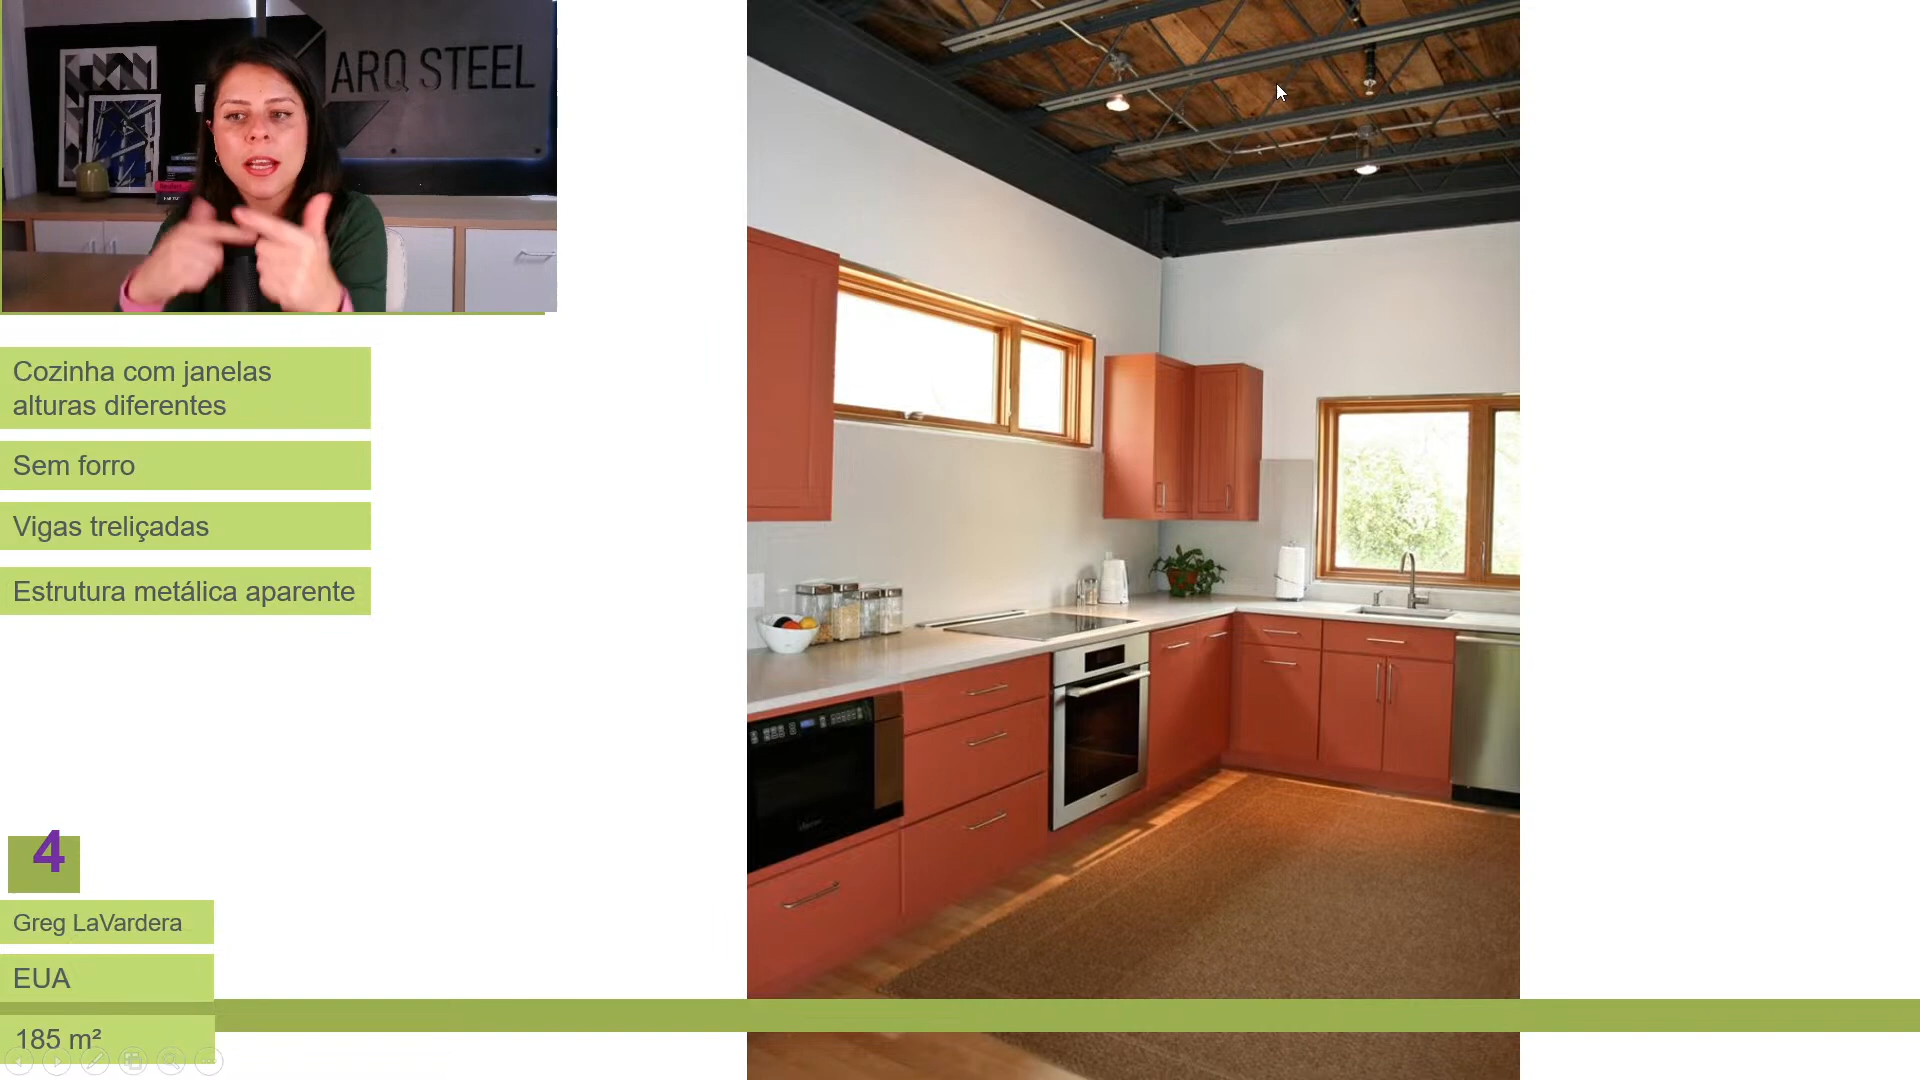 ARQ STEEL
Cozinha com janelas
alturas diferentes
Sem forro
Vigas treliçadas
Estrutura metálica aparente
4
Greg LaVardera
EUA
185 m²